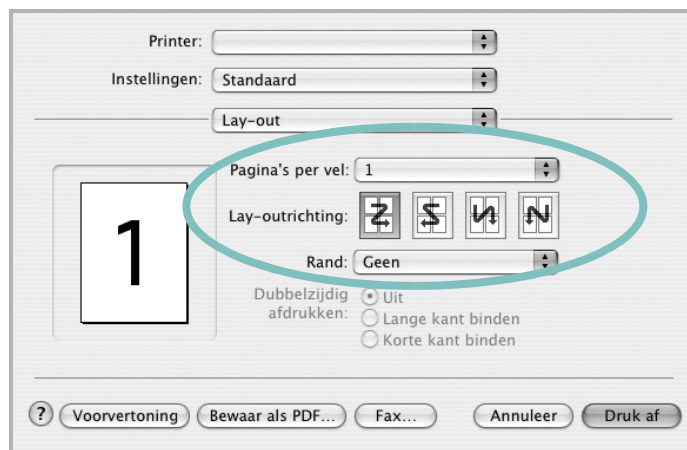 Printer:
Instellingen: Standaard
Lay-out
Pagina's per vel: 1
Lay-outrichting:
Rand: Geen
1
Dubbelzijdig afdrukken: Uit
Lange kant binden
Korte kant binden
? Voorvertoning Bewaar als PDF... Fax... Annuleer Druk af